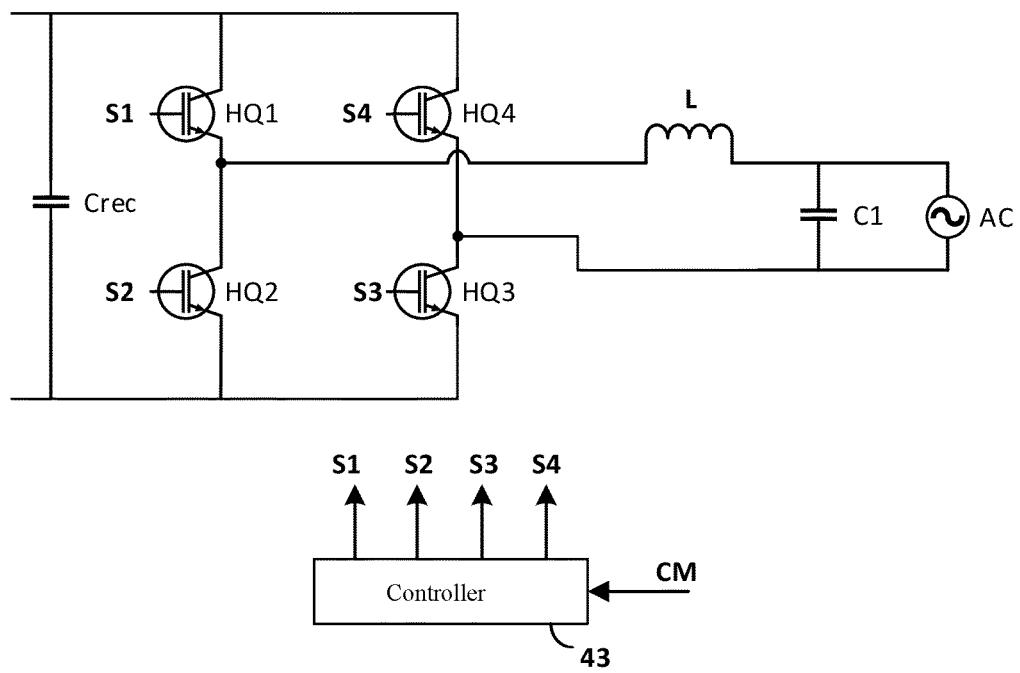 S1
HQ1
S4
HQ4
L
Crec
C1
AC
S2
HQ2
S3
HQ3
S1
S2
S3
S4
Controller
CM
43